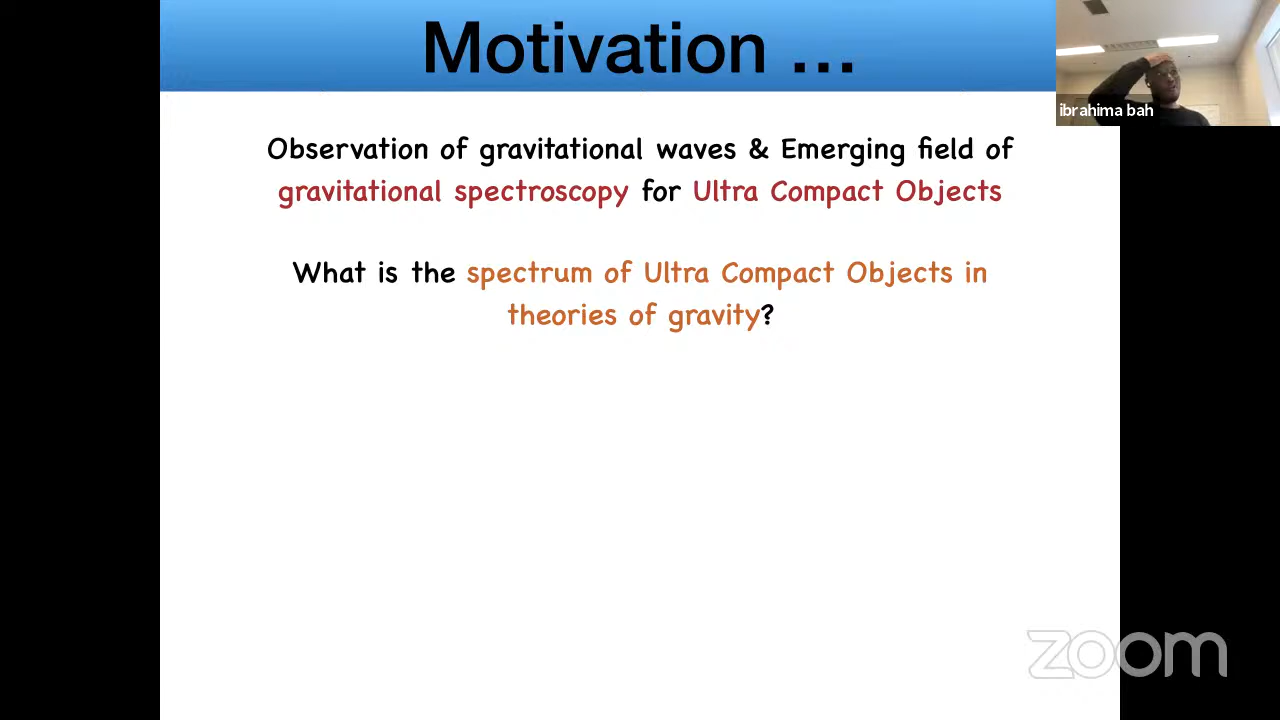 Motivation ...
ibrahima bah
Observation of gravitational waves & Emerging field of
gravitational spectroscopy for Ultra Compact Objects
What is the spectrum of Ultra Compact Objects in
theories of gravity?
zoom